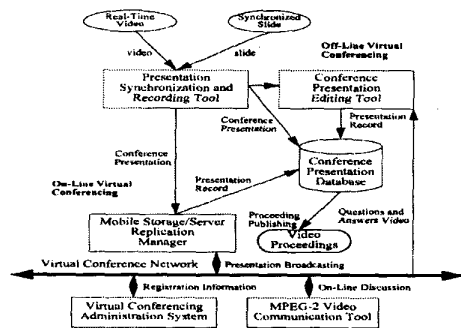 Real-Time
Video
Synchronized
Slide
video
slide
Off-Line Virtual
Conferencing
Presentation
Synchronization and
Recording Tool
Conference
Presentation
Editing Tool
Conference
Presentation
Presentation
Record
Conference
Presentation
Presentation
Record
Conference
Presentation
Database
On-Line Virtual
Conferencing
Mobile Storage/Server
Replication
Manager
Proceeding
Publishing
Questions and
Answers Video
Video
Proceedings
Virtual Conference Network
Presentation Broadcasting
Registration Information
On-Line Discussion
Virtual Conferencing
Administration System
MPEG-2 Video
Communication Tool